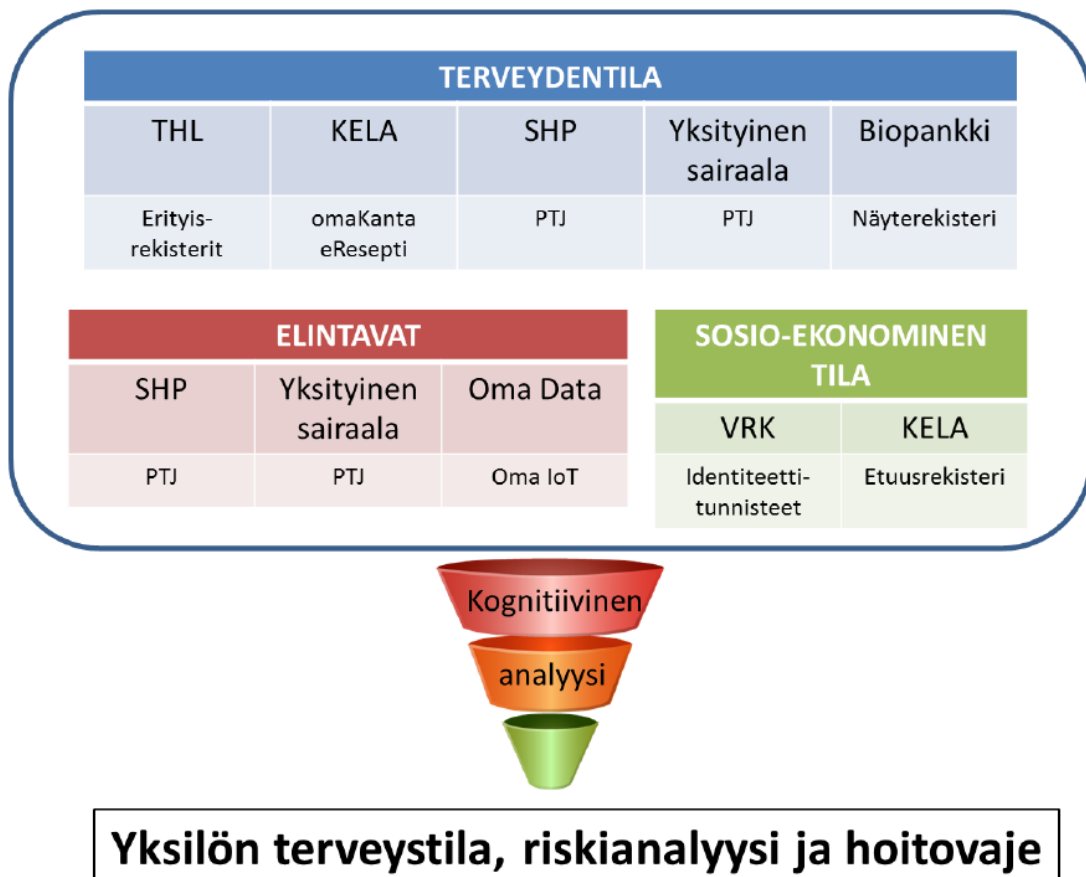 TERVEYDENTILA
THL KELA SHP Yksityinen sairaala Biopankki
Erityis-
rekisterit
omaKanta
eResepti
PTJ
PTJ
Näyterekisteri
ELINTAVAT
SHP Yksityinen sairaala Oma Data
PTJ PTJ Oma IoT
SOSIO-EKONOMINEN
TILA
VRK KELA
Identiteetti-
tunnisteet
Etuusrekisteri
Kognitiivinen
analyysi
Yksilön terveystila, riskianalyysi ja hoitovaje